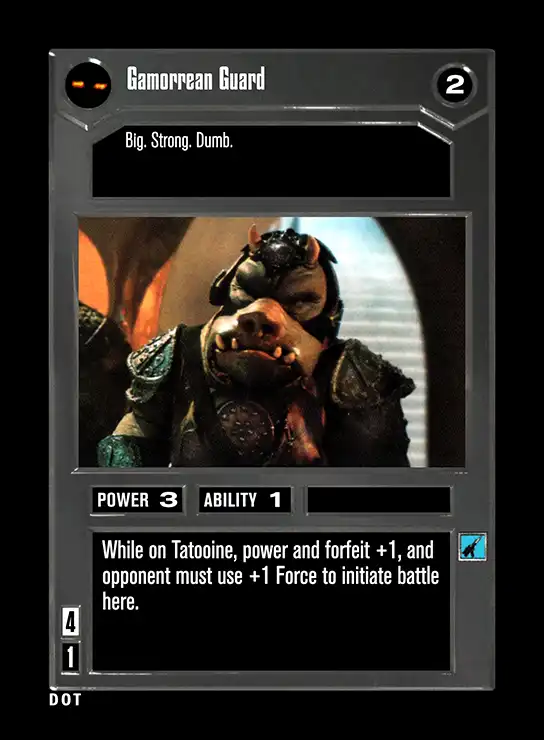 Gamorrean Guard
2
Big. Strong. Dumb.
POWER 3
ABILITY 1
While on Tatooine, power and forfeit +1, and
opponent must use +1 Force to initiate battle
here.
4
1
DOT